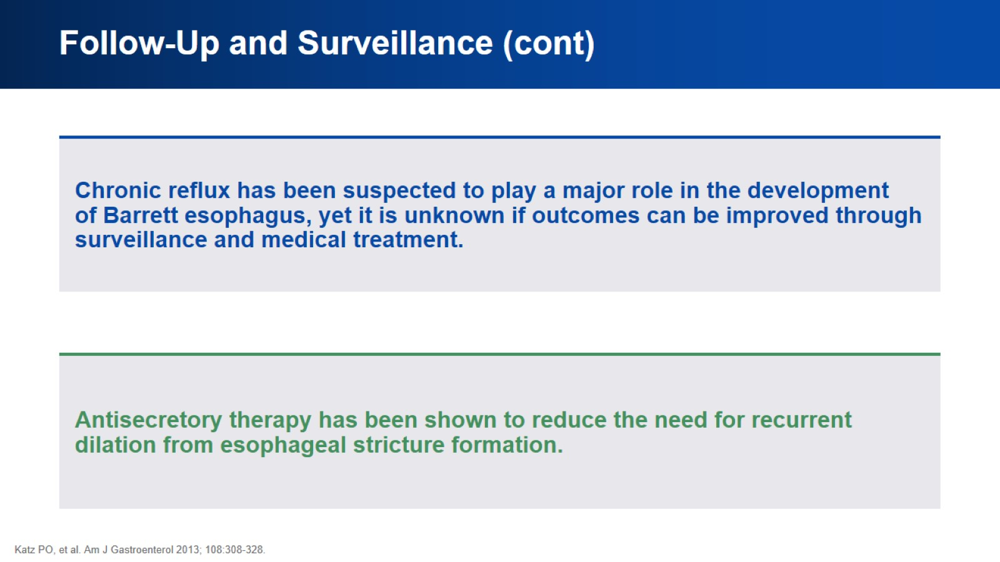 Follow-Up and Surveillance (cont)
Chronic reflux has been suspected to play a major role in the development
of Barrett esophagus, yet it is unknown if outcomes can be improved through
surveillance and medical treatment.
Antisecretory therapy has been shown to reduce the need for recurrent
dilation from esophageal stricture formation.
Katz PO, et al. Am J Gastroenterol 2013; 108:308-328.